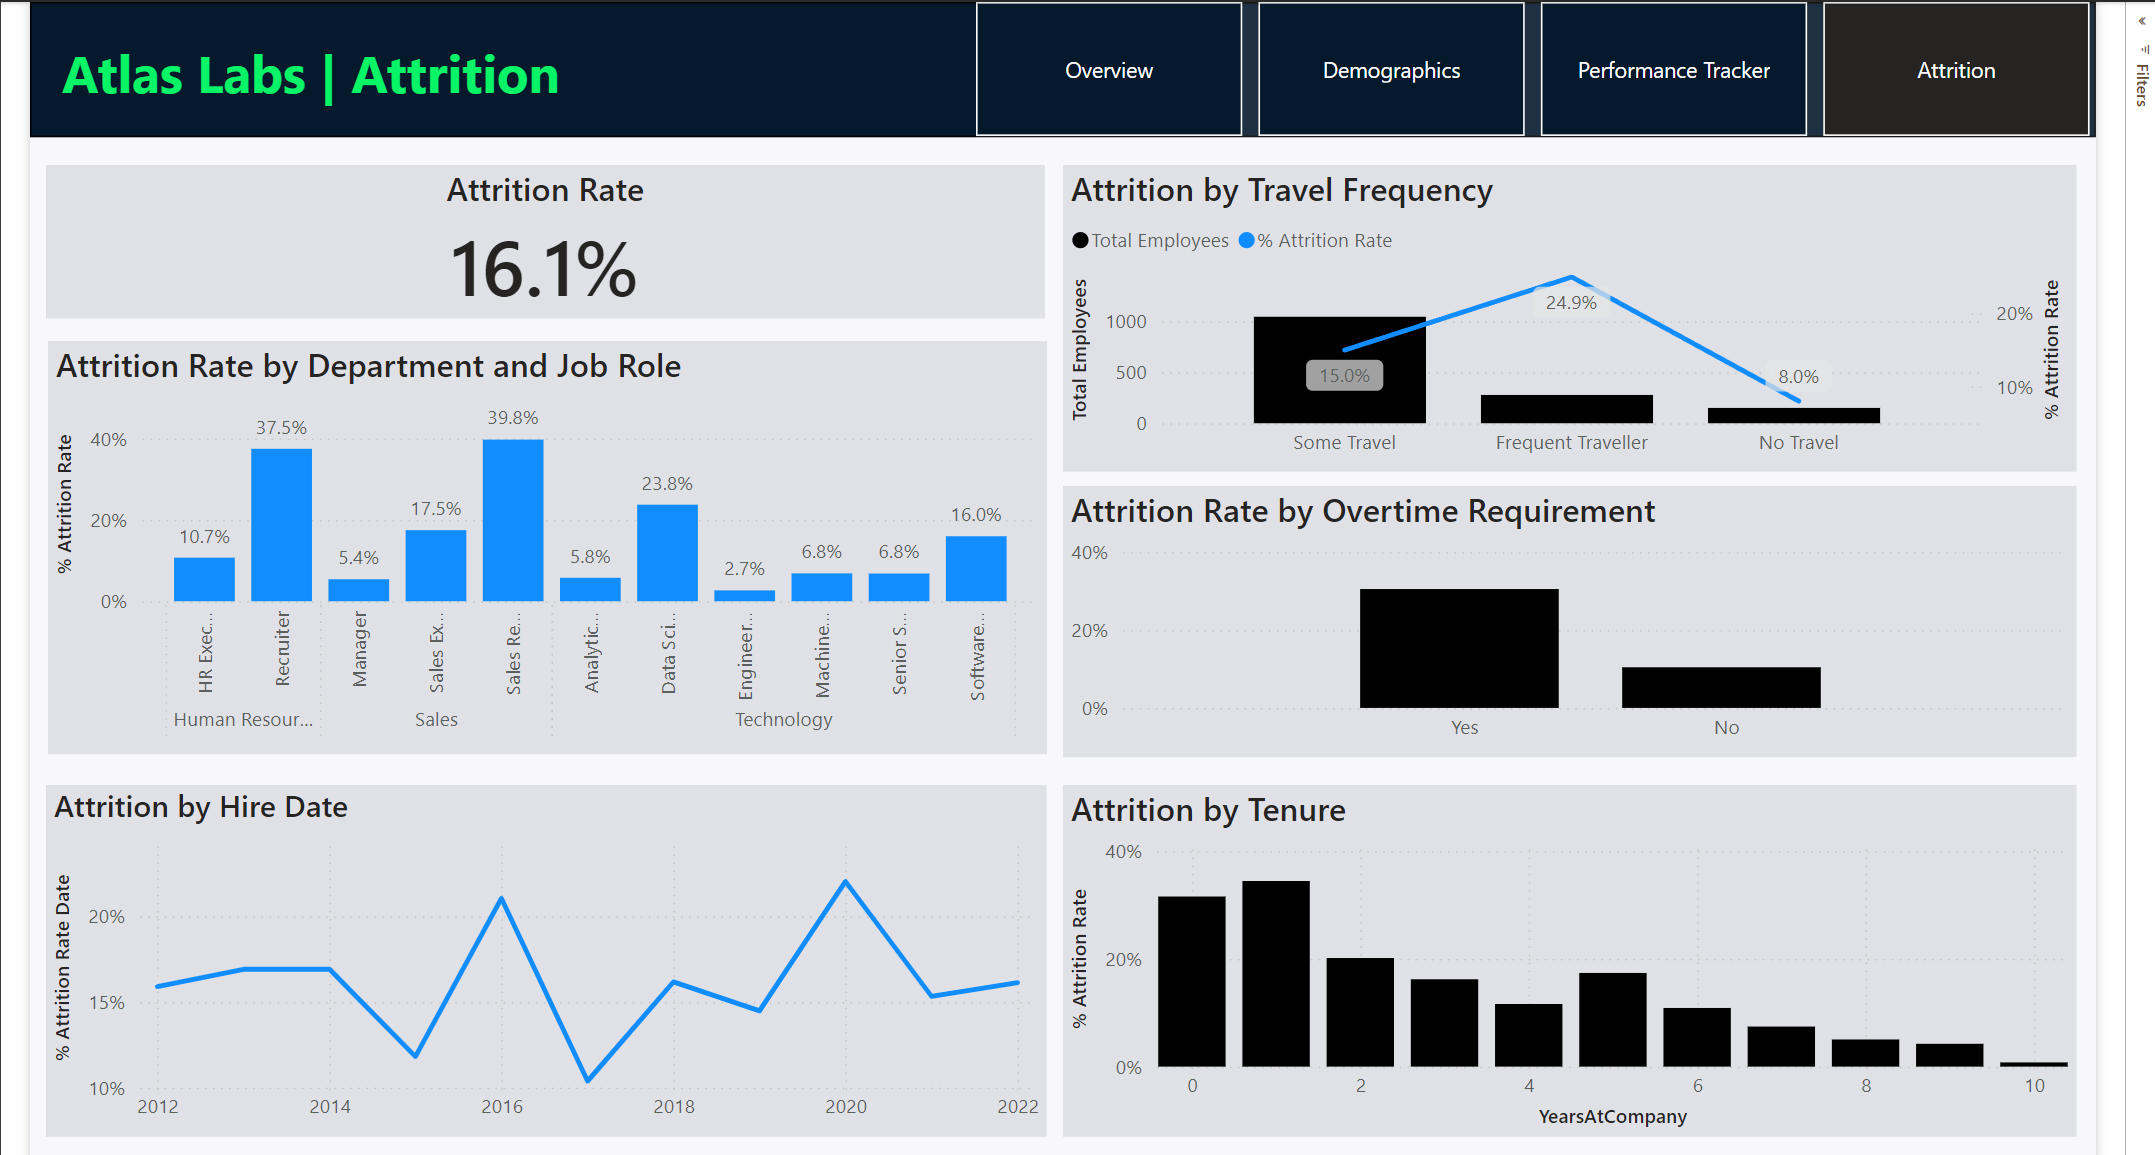 Atlas Labs | Attrition
Overview
Demographics
Performance Tracker
Attrition
«
Filters
Attrition Rate
16.1%
Attrition Rate by Department and Job Role
% Attrition Rate
40%
20%
0%
10.7%
37.5%
5.4%
17.5%
39.8%
5.8%
23.8%
2.7%
6.8%
6.8%
16.0%
HR Exec...
Recruiter
Manager
Sales Ex...
Sales Re...
Analytic...
Data Sci...
Engineer...
Machine...
Senior S...
Software...
Human Resour...
Sales
Technology
Attrition by Hire Date
% Attrition Rate Date
20%
15%
10%
2012
2014
2016
2018
2020
2022
Attrition by Travel Frequency
Total Employees
% Attrition Rate
Total Employees
1000
500
0
15.0%
24.9%
8.0%
20%
10%
% Attrition Rate
Some Travel
Frequent Traveller
No Travel
Attrition Rate by Overtime Requirement
40%
20%
0%
Yes
No
Attrition by Tenure
% Attrition Rate
40%
20%
0%
0
2
4
6
8
10
YearsAtCompany